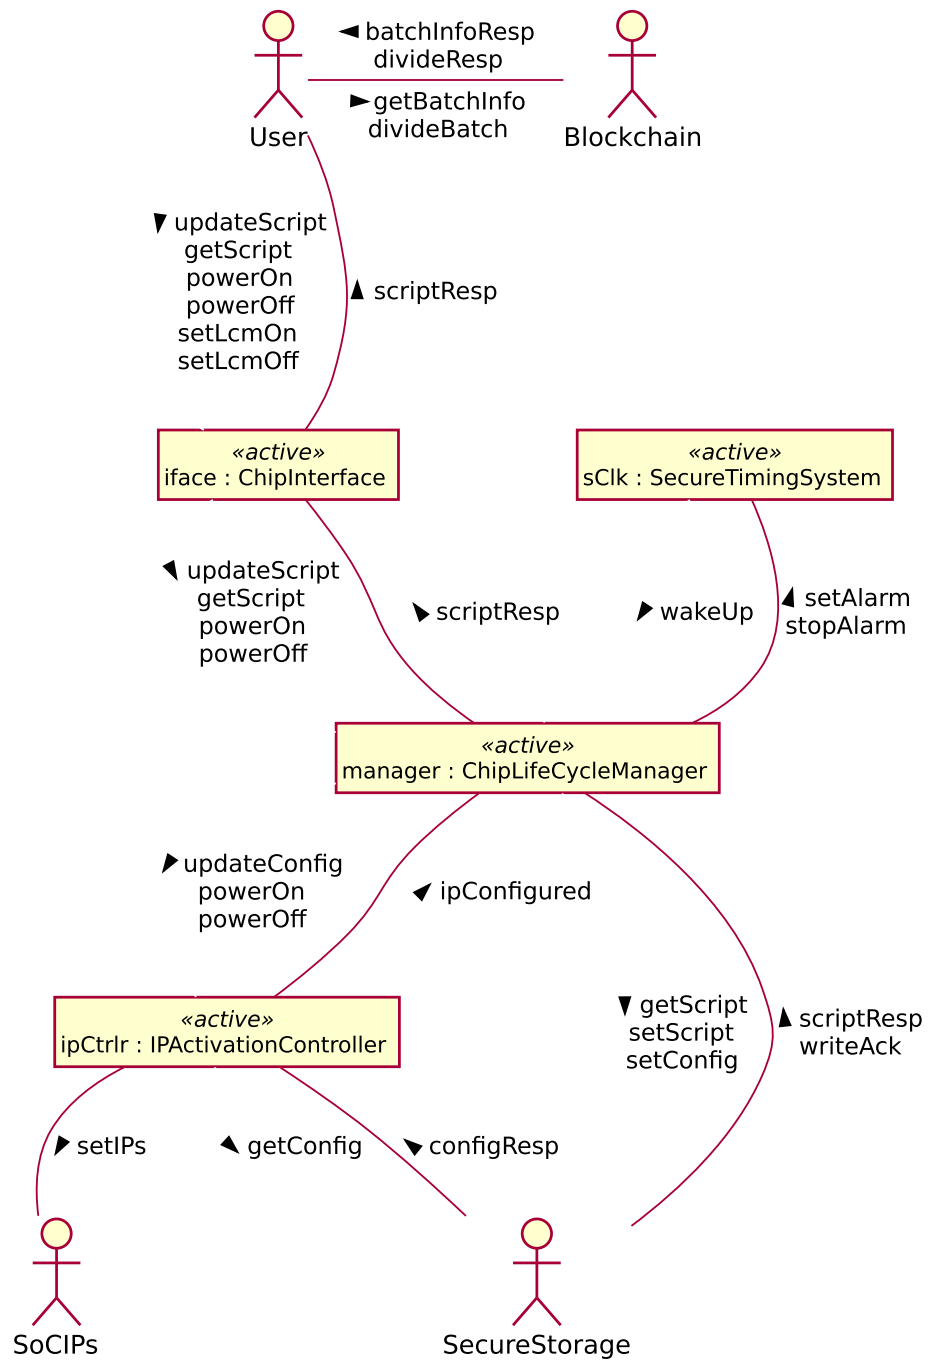 batchInfoResp
divideResp
getBatchInfo
divideBatch
User
Blockchain
updateScript
getScript
powerOn
powerOff
setLcmOn
setLcmOff
scriptResp
«active»
iface : ChipInterface
«active»
sClk : SecureTimingSystem
updateScript
getScript
powerOn
powerOff
scriptResp
wakeUp
setAlarm
stopAlarm
«active»
manager : ChipLifeCycleManager
updateConfig
powerOn
powerOff
ipConfigured
getScript
setScript
setConfig
scriptResp
writeAck
«active»
ipCtrlr : IPActivationController
setIPs
getConfig
configResp
SoCIPs
SecureStorage